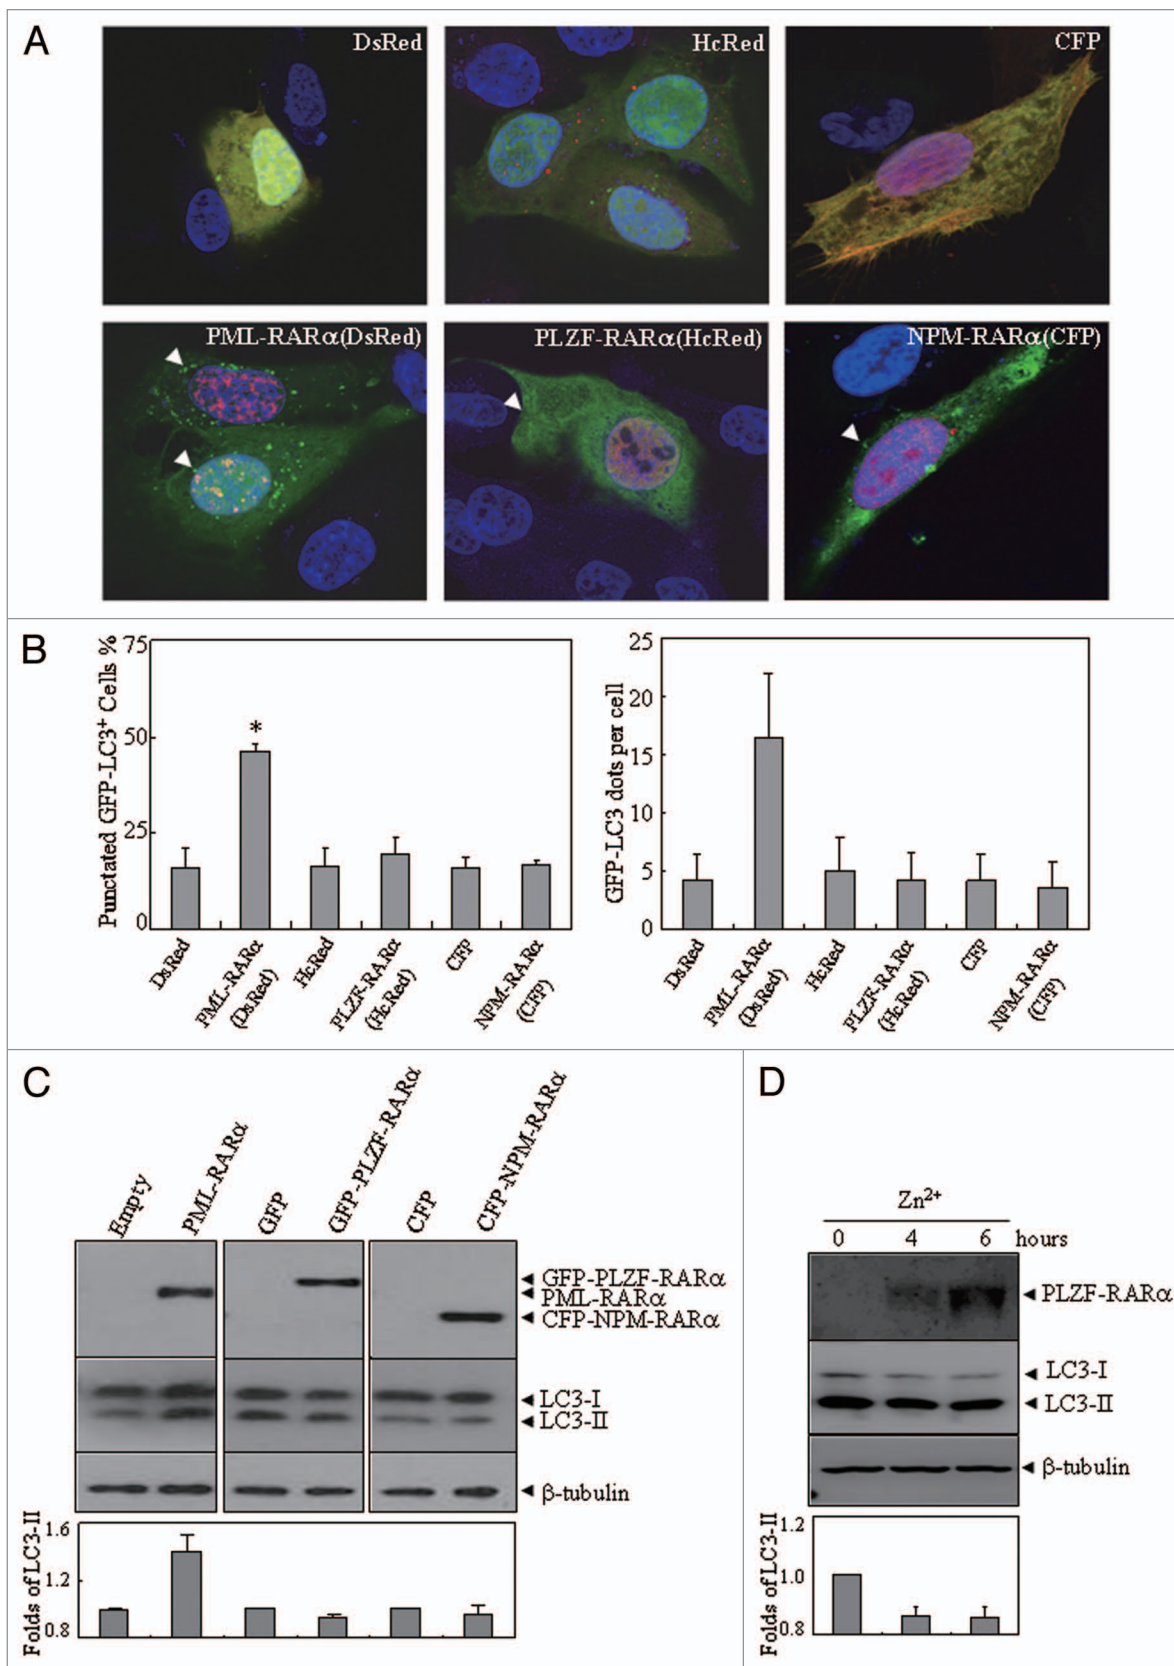 A
DsRed
HcRed
CFP
PML-RARα(DsRed)
PLZF-RARα(HcRed)
NPM-RARα(CFP)
B
Punctated GFP-LC3⁺ Cells %
75
50
25
0
*
DsRed
PML-RARα
(DsRed)
HcRed
PLZF-RARα
(HcRed)
CFP
NPM-RARα
(CFP)
GFP-LC3 dots per cell
25
20
15
10
5
0
DsRed
PML-RARα
(DsRed)
HcRed
PLZF-RARα
(HcRed)
CFP
NPM-RARα
(CFP)
C
Empty
PML-RARα
GFP
GFP-PLZF-RARα
CFP
CFP-NPM-RARα
GFP-PLZF-RARα
PML-RARα
CFP-NPM-RARα
LC3-I
LC3-II
β-tubulin
Folds of LC3-II
1.6
1.2
0.8
D
Zn²⁺
0 4 6 hours
PLZF-RARα
LC3-I
LC3-II
β-tubulin
Folds of LC3-II
1.2
1.0
0.8